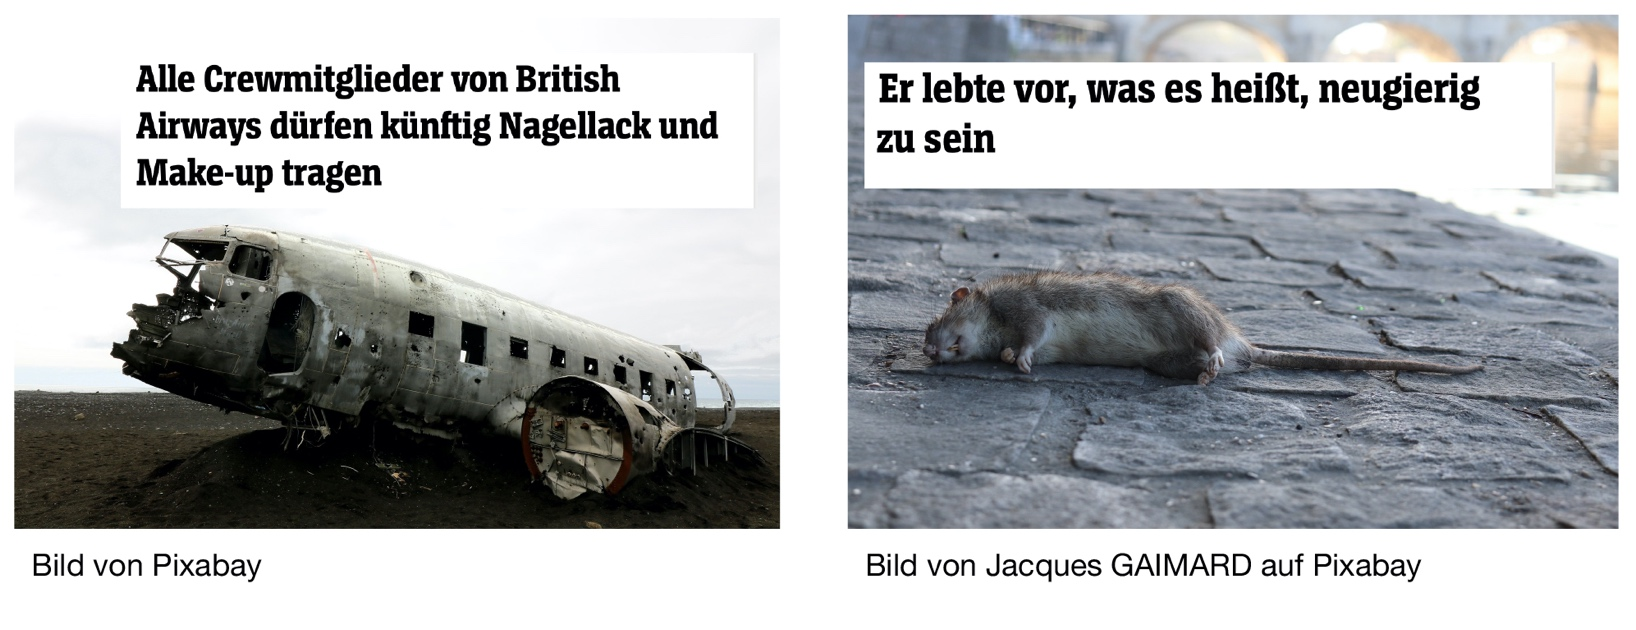 Alle Crewmitglieder von British
Airways dürfen künftig Nagellack und
Make-up tragen
Bild von Pixabay
Er lebte vor, was es heißt, neugierig
zu sein
Bild von Jacques GAIMARD auf Pixabay